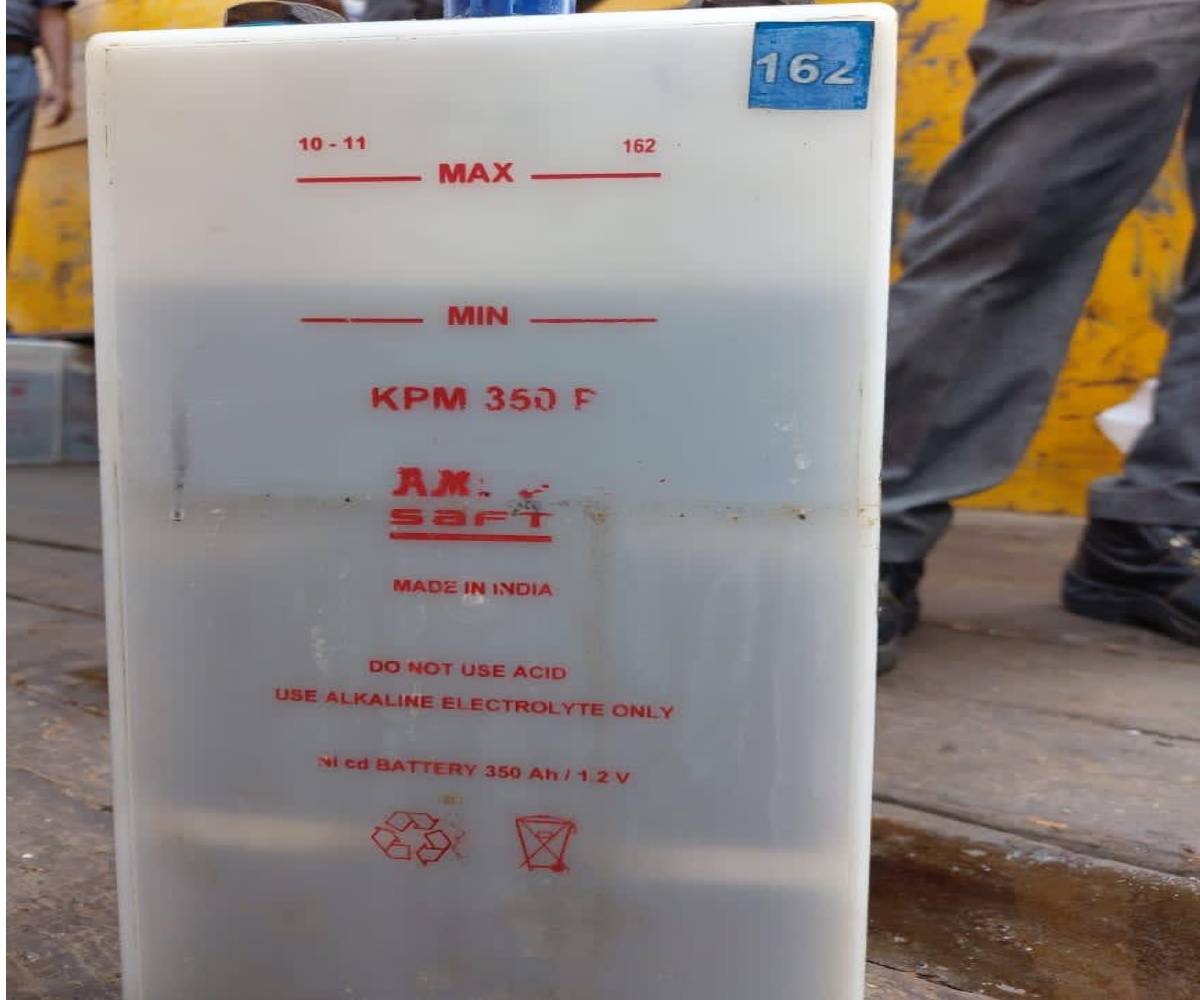 162
10 - 11 162
MAX
MIN
KPM 350 P
saft
MADE IN INDIA
DO NOT USE ACID
USE ALKALINE ELECTROLYTE ONLY
Ni cd BATTERY 350 Ah / 1.2 V